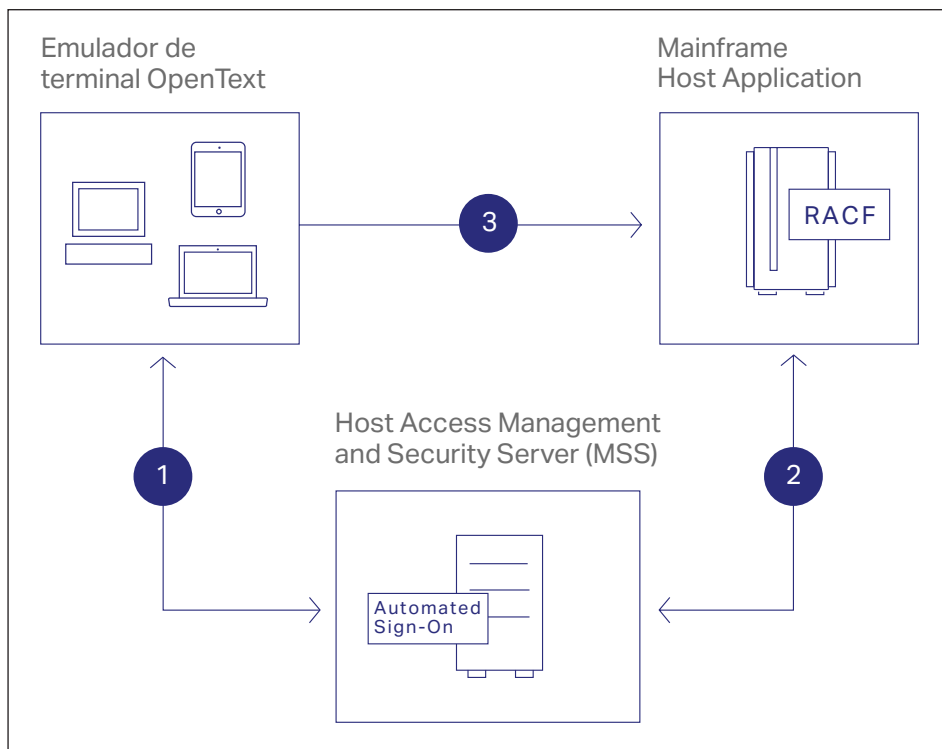 Emulador de
terminal OpenText
Mainframe
Host Application
RACF
3
1
2
Host Access Management
and Security Server (MSS)
Automated
Sign-On